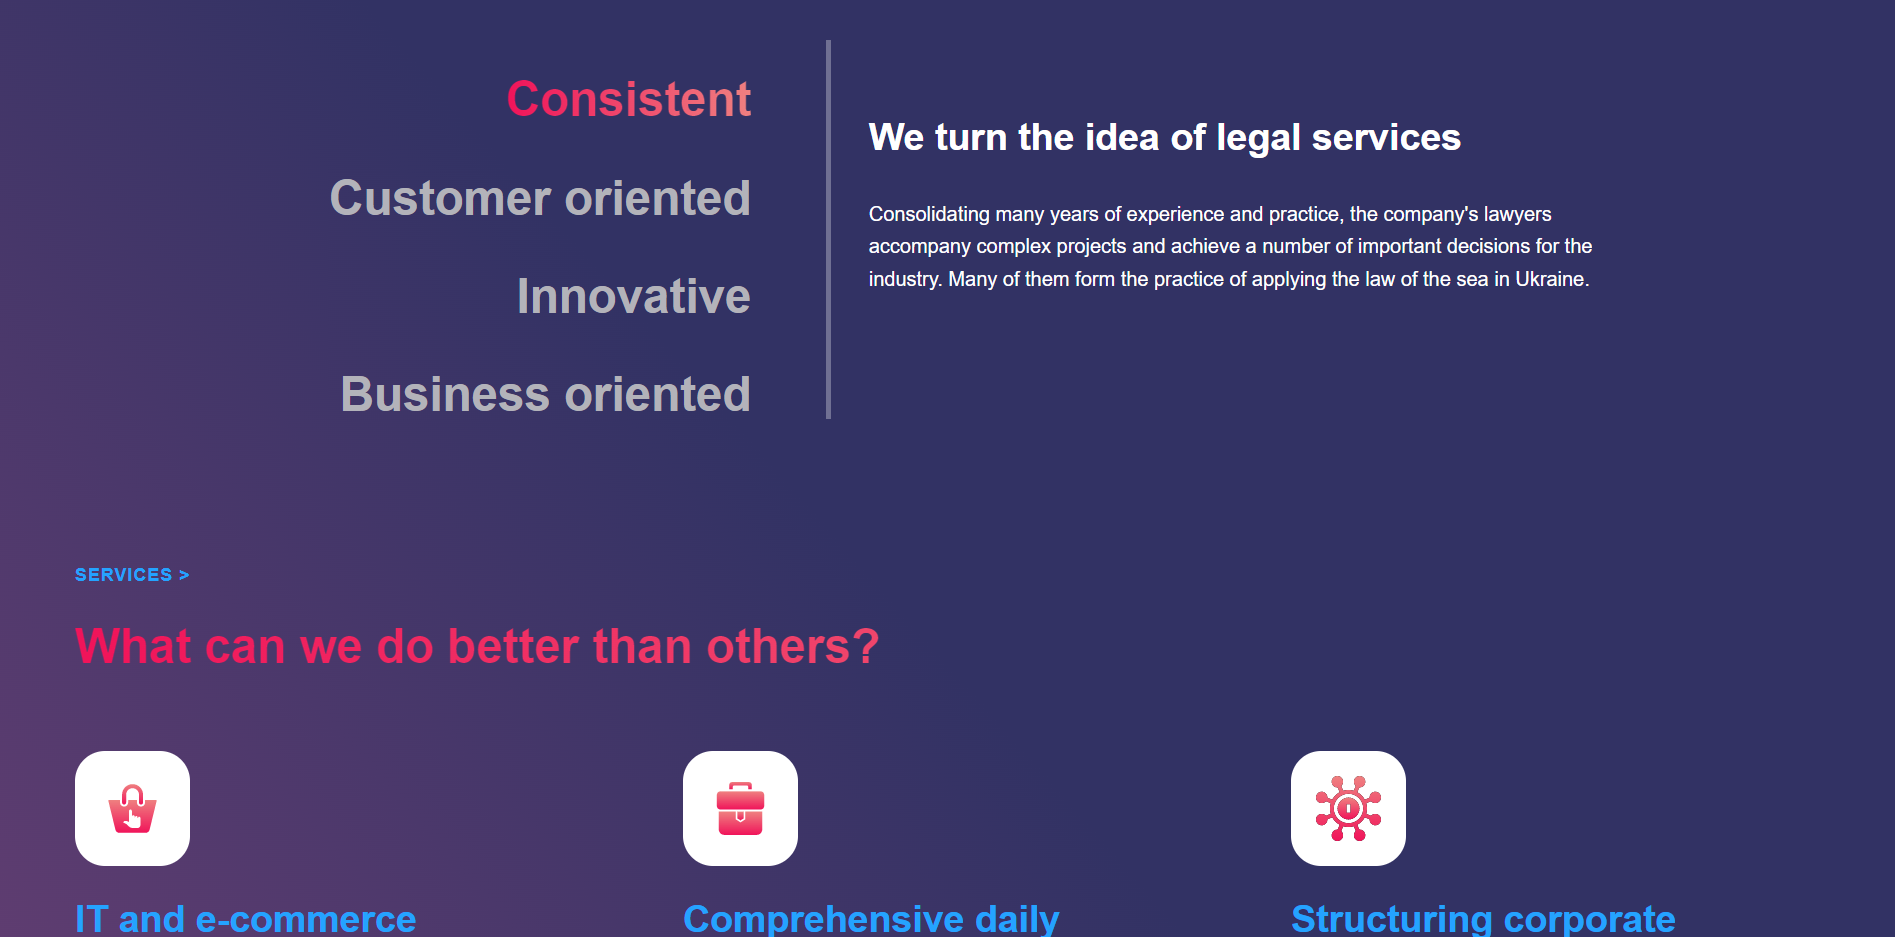 Consistent
Customer oriented
Innovative
Business oriented
We turn the idea of legal services
Consolidating many years of experience and practice, the company's lawyers
accompany complex projects and achieve a number of important decisions for the
industry. Many of them form the practice of applying the law of the sea in Ukraine.
SERVICES >
What can we do better than others?
IT and e-commerce
Comprehensive daily
Structuring corporate